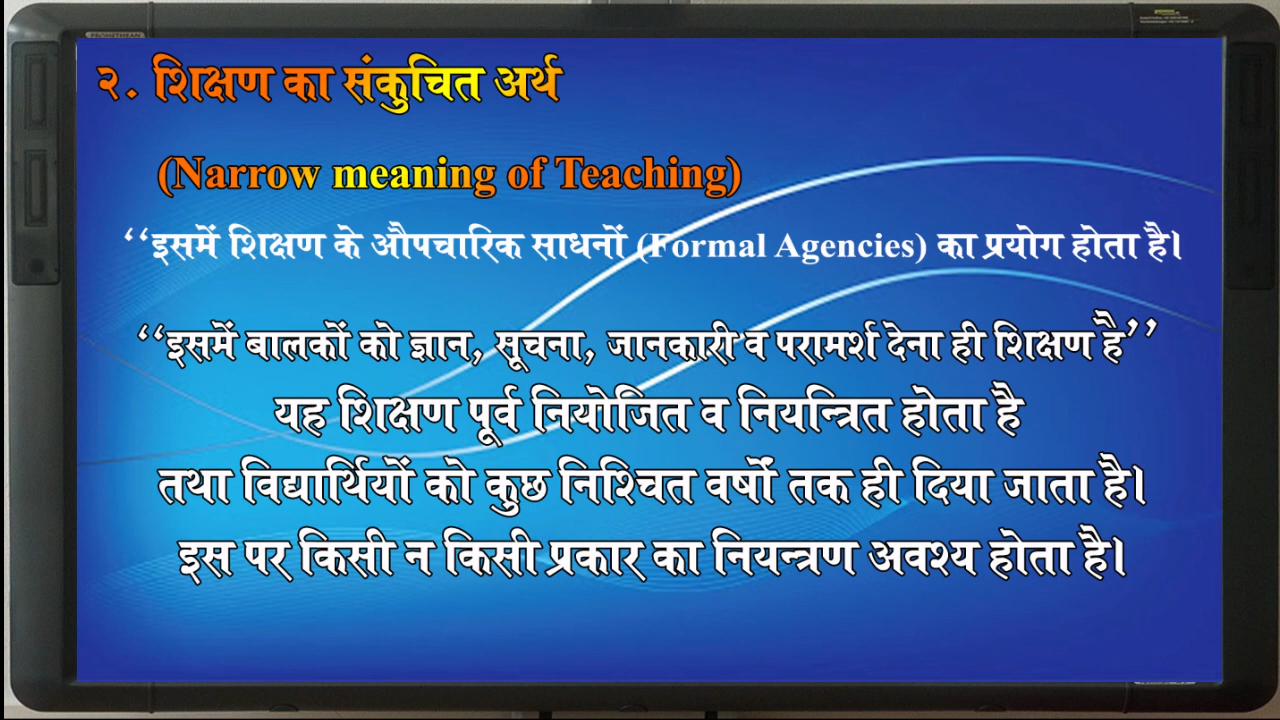 PROMETHEAN
२. शिक्षण का संकुचित अर्थ
(Narrow meaning of Teaching)
‘‘इसमें शिक्षण के औपचारिक साधनों (Formal Agencies) का प्रयोग होता है।
‘‘इसमें बालकों को ज्ञान, सूचना, जानकारी व परामर्श देना ही शिक्षण है’’
यह शिक्षण पूर्व नियोजित व नियन्त्रित होता है
तथा विद्यार्थियों को कुछ निश्चित वर्षों तक ही दिया जाता है।
इस पर किसी न किसी प्रकार का नियन्त्रण अवश्य होता है।